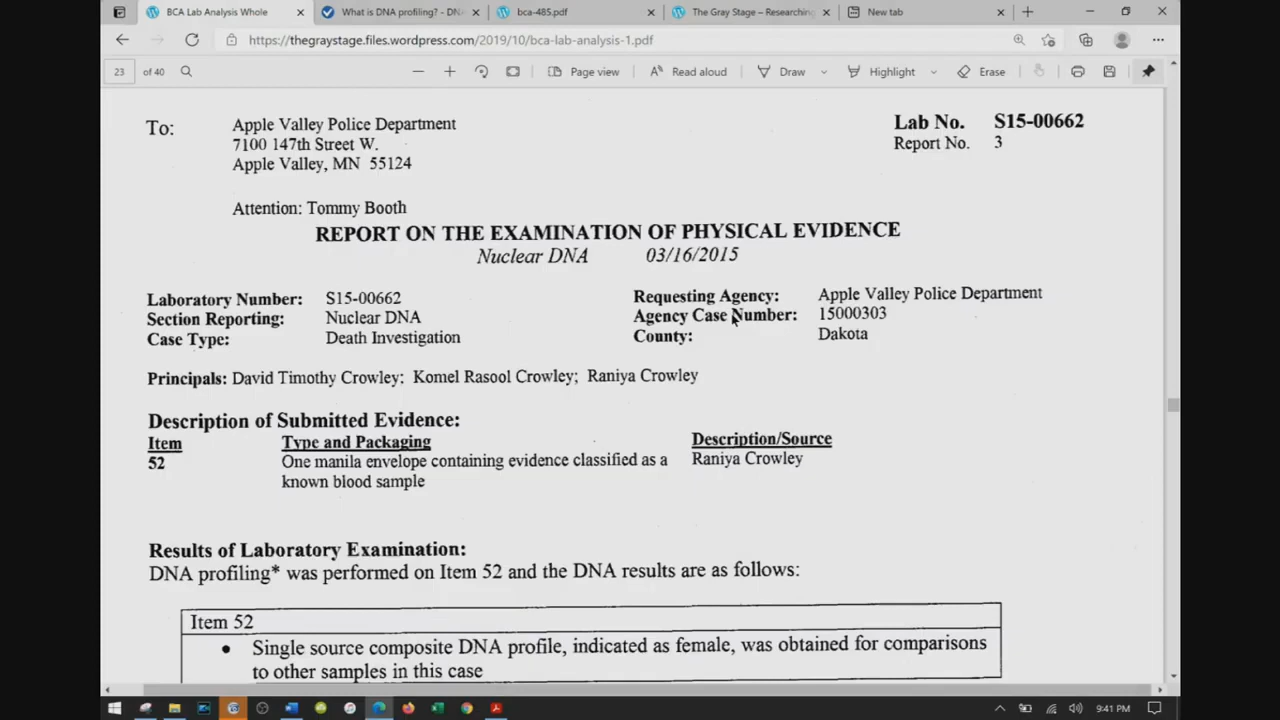 BCA Lab Analysis Whole
What is DNA profiling? - DN
bca-485.pdf
The Gray Stage – Researching
New tab
https://thegraystage.files.wordpress.com/2019/10/bca-lab-analysis-1.pdf
23 of 40
Page view
Read aloud
Draw
Highlight
Erase
To: Apple Valley Police Department
Lab No. S15-00662
7100 147th Street W.
Report No. 3
Apple Valley, MN 55124
Attention: Tommy Booth
REPORT ON THE EXAMINATION OF PHYSICAL EVIDENCE
Nuclear DNA 03/16/2015
Laboratory Number: S15-00662
Requesting Agency: Apple Valley Police Department
Section Reporting: Nuclear DNA
Agency Case Number: 15000303
Case Type: Death Investigation
County: Dakota
Principals: David Timothy Crowley; Komel Rasool Crowley; Raniya Crowley
Description of Submitted Evidence:
Item Type and Packaging Description/Source
52 One manila envelope containing evidence classified as a Raniya Crowley
known blood sample
Results of Laboratory Examination:
DNA profiling* was performed on Item 52 and the DNA results are as follows:
Item 52
• Single source composite DNA profile, indicated as female, was obtained for comparisons
to other samples in this case
9:41 PM